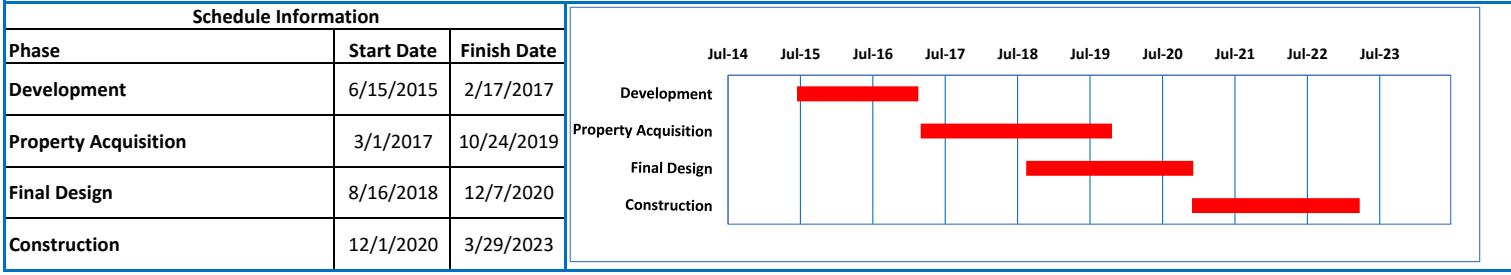 Schedule Information
Phase Start Date Finish Date
Development 6/15/2015 2/17/2017
Property Acquisition 3/1/2017 10/24/2019
Final Design 8/16/2018 12/7/2020
Construction 12/1/2020 3/29/2023
Jul-14 Jul-15 Jul-16 Jul-17 Jul-18 Jul-19 Jul-20 Jul-21 Jul-22 Jul-23
Development
Property Acquisition
Final Design
Construction